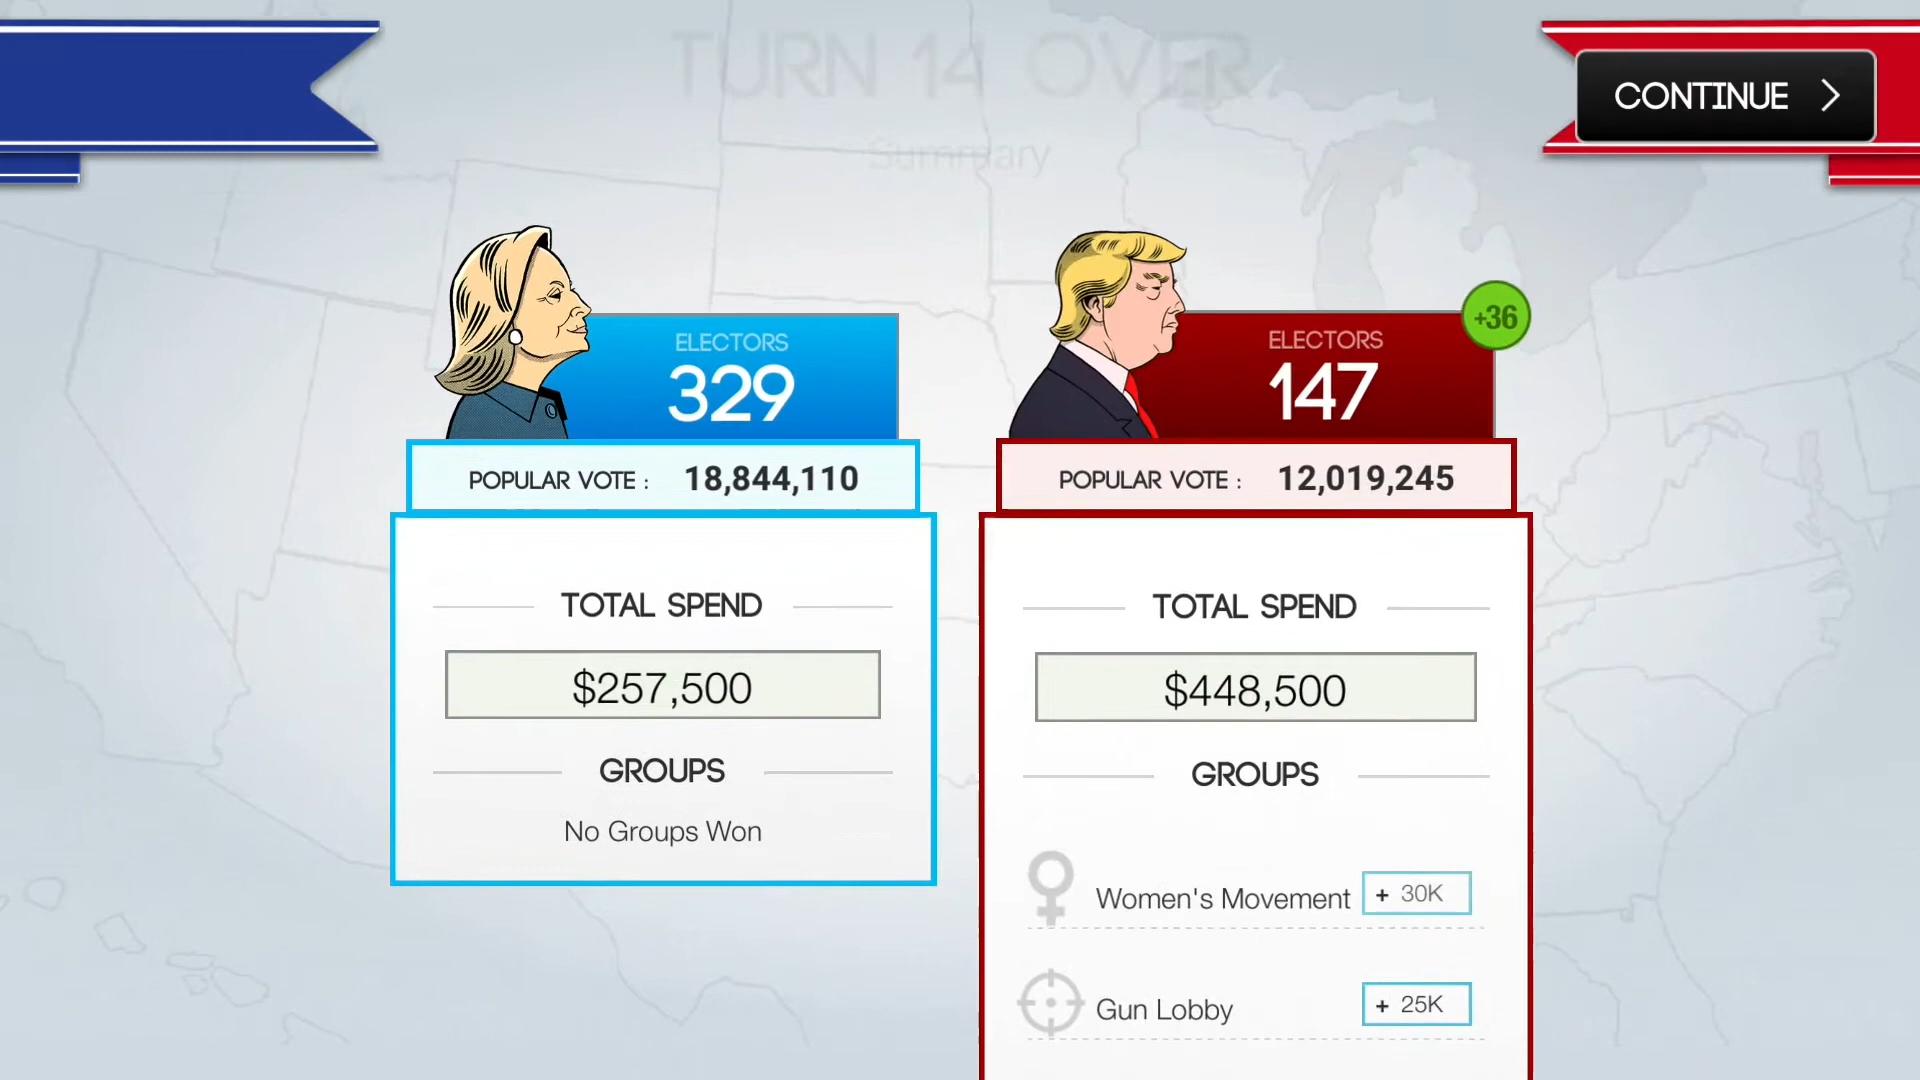 TURN 14 OVER
Summary
CONTINUE
ELECTORS
329
POPULAR VOTE : 18,844,110
TOTAL SPEND
$257,500
GROUPS
No Groups Won
ELECTORS
147
+36
POPULAR VOTE : 12,019,245
TOTAL SPEND
$448,500
GROUPS
Women's Movement + 30K
Gun Lobby + 25K